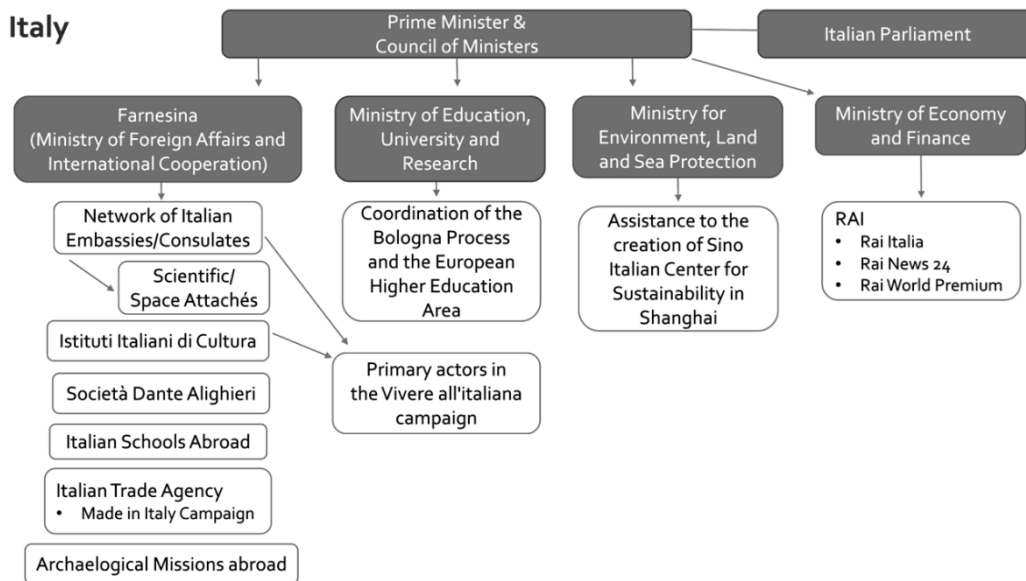 Italy
Prime Minister &
Council of Ministers
Italian Parliament
Farnesina
(Ministry of Foreign Affairs and
International Cooperation)
Ministry of Education,
University and
Research
Ministry for
Environment, Land
and Sea Protection
Ministry of Economy
and Finance
Network of Italian
Embassies/Consulates
Scientific/
Space Attachés
Istituti Italiani di Cultura
Società Dante Alighieri
Italian Schools Abroad
Italian Trade Agency
• Made in Italy Campaign
Archaelogical Missions abroad
Coordination of the
Bologna Process
and the European
Higher Education
Area
Primary actors in
the Vivere all'italiana
campaign
Assistance to the
creation of Sino
Italian Center for
Sustainability in
Shanghai
RAI
• Rai Italia
• Rai News 24
• Rai World Premium